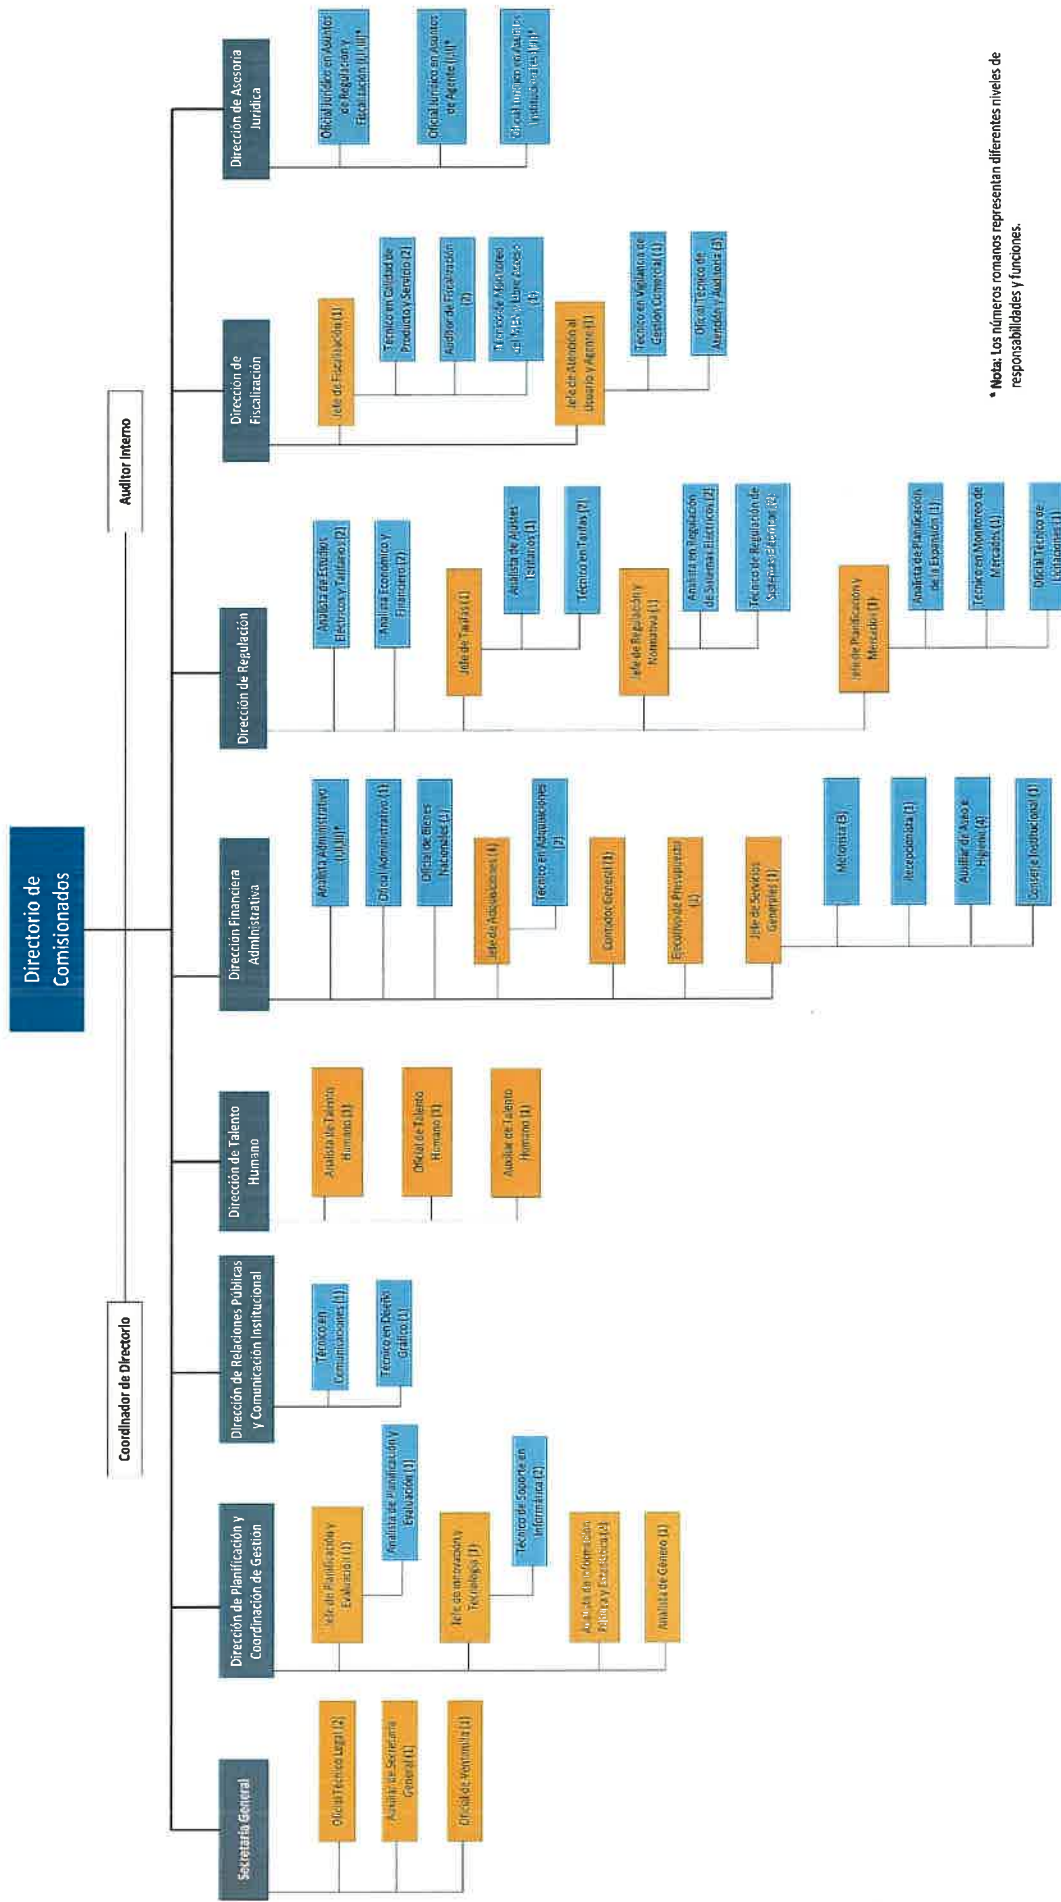 Directorio de
Comisionados
Coordinador de Directorio
Auditor Interno
Secretaría General
Oficial Técnico Legal (2)
Auxiliar de Secretaría
General (1)
Oficial de Ventanilla (1)
Dirección de Planificación y
Coordinación de Gestión
Jefe de Planificación y
Evaluación (1)
Analista de Planificación y
Evaluación (1)
Jefe de Innovación y
Tecnología (1)
Técnico de Soporte en
Informática (2)
Analista de Información
Pública y Estadística (2)
Analista de Género (1)
Dirección de Relaciones Públicas
y Comunicación Institucional
Técnico en
Comunicaciones (1)
Técnico en Diseño
Gráfico (1)
Dirección de Talento
Humano
Analista de Talento
Humano (1)
Oficial de Talento
Humano (1)
Auxiliar de Talento
Humano (1)
Dirección Financiera
Administrativa
Analista Administrativo
(I,II,III)*
Oficial Administrativo (1)
Oficial de Bienes
Nacionales (1)
Jefe de Adquisiciones (1)
Técnico en Adquisiciones
(2)
Contador General (1)
Ejecutivo de Presupuesto
(1)
Jefe de Servicios
Generales (1)
Motorista (3)
Recepcionista (1)
Auxiliar de Aseo e
Higiene (4)
Conserje Institucional (1)
Dirección de Regulación
Analista de Estudios
Eléctricos y Tarifarios (2)
Analista Económico y
Financiero (2)
Jefe de Tarifas (1)
Analista de Ajustes
Tarifarios (1)
Técnico en Tarifas (2)
Jefe de Regulación y
Normativa (1)
Analista en Regulación
de Sistemas Eléctricos (2)
Técnico de Regulación de
Sistemas Eléctricos (2)
Jefe de Planificación y
Mercados (1)
Analista de Planificación
de la Expansión (1)
Técnico en Monitoreo de
Mercados (1)
Oficial Técnico de
Licitaciones (1)
Dirección de
Fiscalización
Jefe de Fiscalización (1)
Técnico en Calidad de
Producto y Servicio (2)
Auditor de Fiscalización
(2)
Técnico de Monitoreo
del MEN y Libre Acceso
(1)
Jefe de Atención al
Usuario y Agente (1)
Técnico en Vigilancia de
Gestión Comercial (1)
Oficial Técnico de
Atención y Auditoría (3)
Dirección de Asesoría
Jurídica
Oficial Jurídico en Asuntos
de Regulación y
Fiscalización (I,II,III)*
Oficial Jurídico en Asuntos
de Agente (I,II)*
Oficial Jurídico en Asuntos
Institucionales (I,II)*
* Nota: Los números romanos representan diferentes niveles de
responsabilidades y funciones.